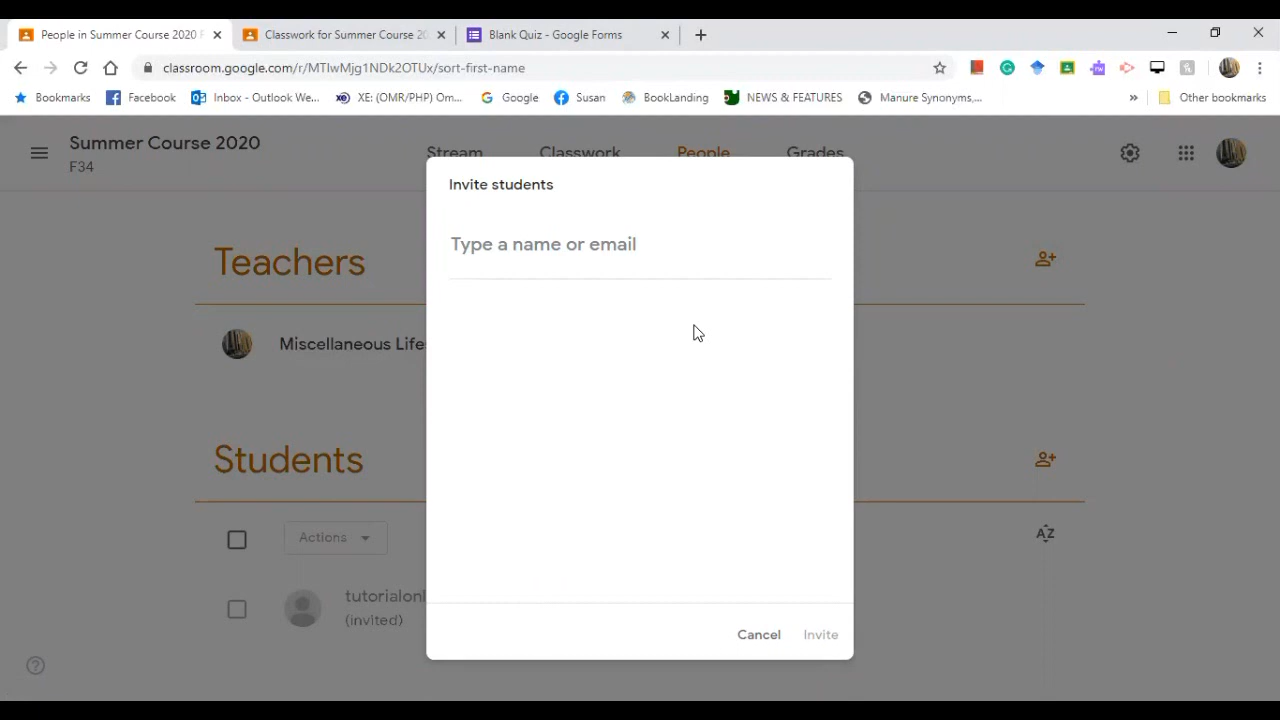 People in Summer Course 2020
Classwork for Summer Course 20
Blank Quiz - Google Forms
classroom.google.com/r/MTIwMjg1NDk2OTUx/sort-first-name
Bookmarks
Facebook
Inbox - Outlook We...
XE: (OMR/PHP) Om...
Google
Susan
BookLanding
NEWS & FEATURES
Manure Synonyms,...
»
Other bookmarks
Summer Course 2020
F34
Stream
Classwork
People
Grades
Invite students
Type a name or email
Teachers
Miscellaneous Life
Students
Actions
AZ
tutorialonl
(invited)
Cancel
Invite